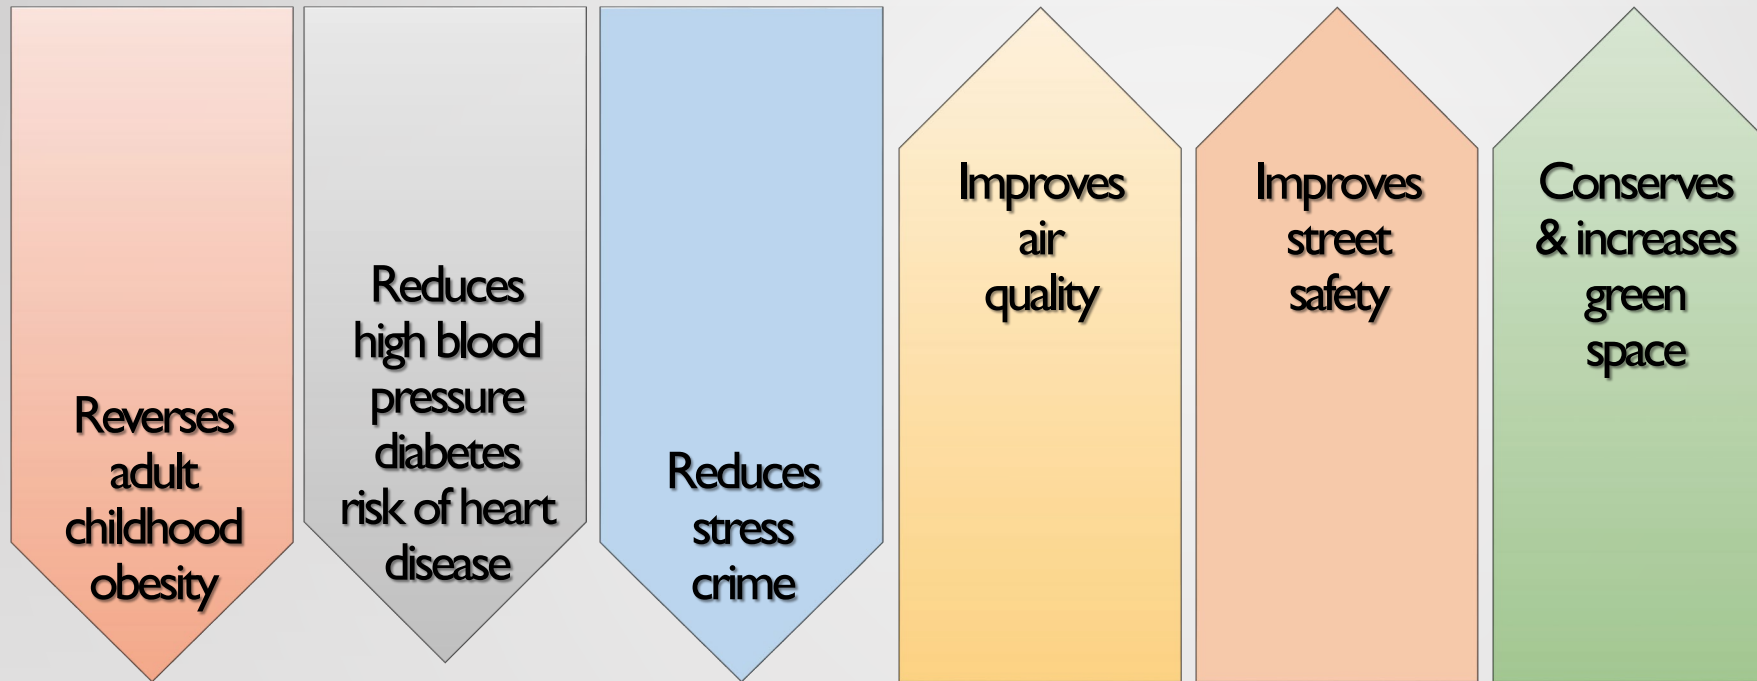 Reverses
adult
childhood
obesity
Reduces
high blood
pressure
diabetes
risk of heart
disease
Reduces
stress
crime
Improves
air
quality
Improves
street
safety
Conserves
& increases
green
space